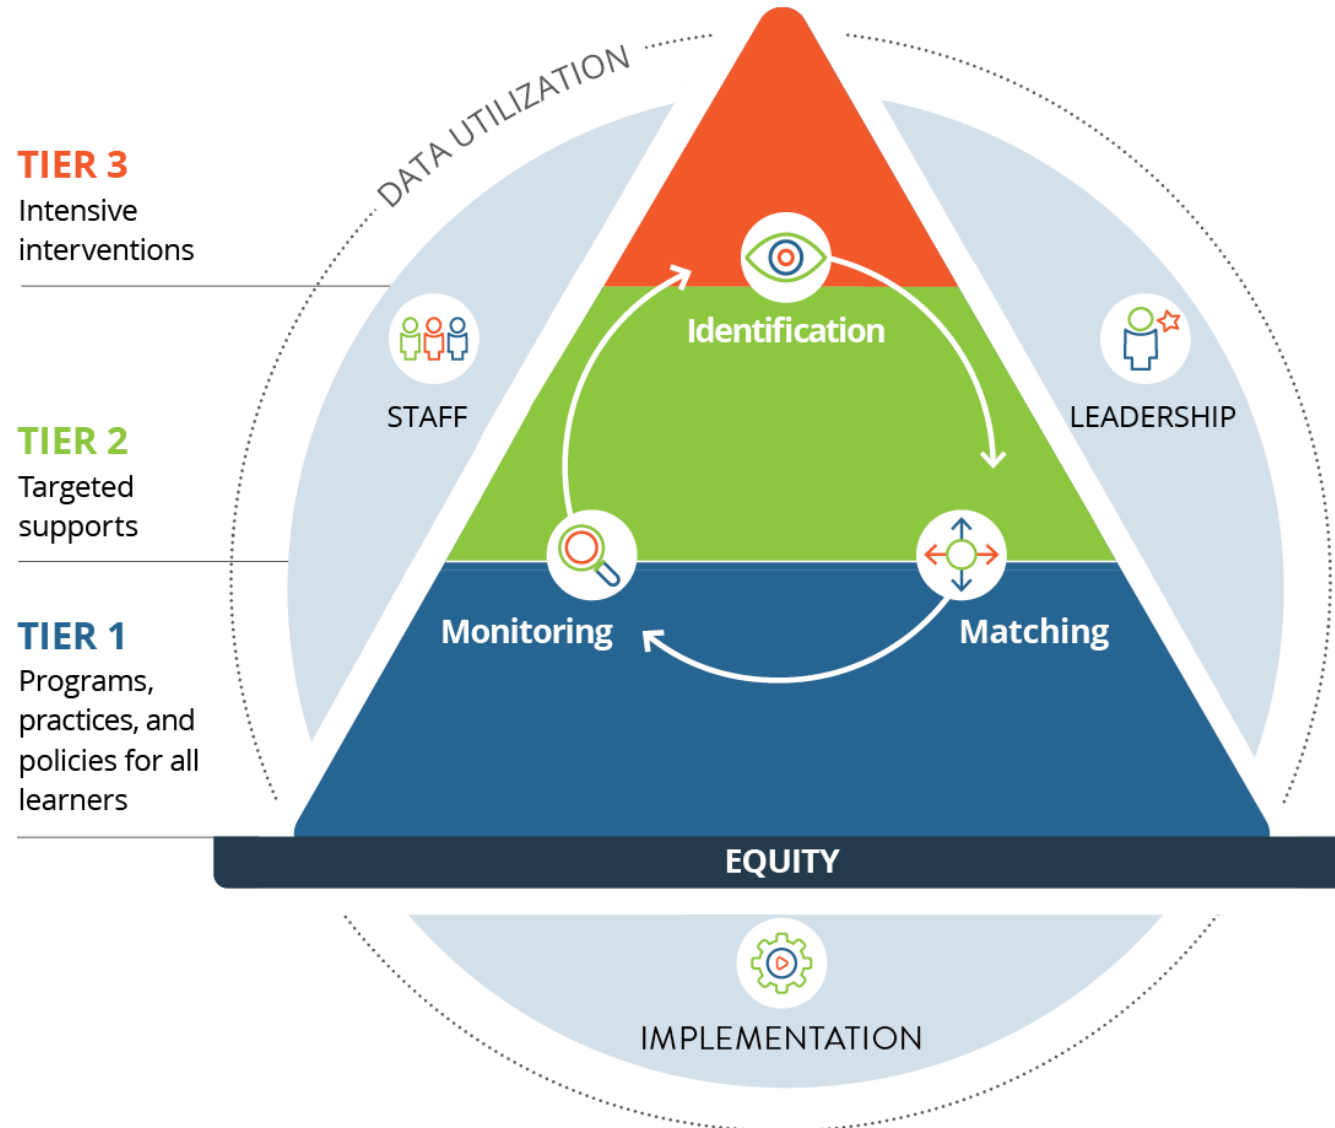 DATA UTILIZATION
TIER 3
Intensive
interventions
Identification
STAFF
LEADERSHIP
TIER 2
Targeted
supports
TIER 1
Programs,
practices, and
policies for all
learners
Monitoring
Matching
EQUITY
IMPLEMENTATION